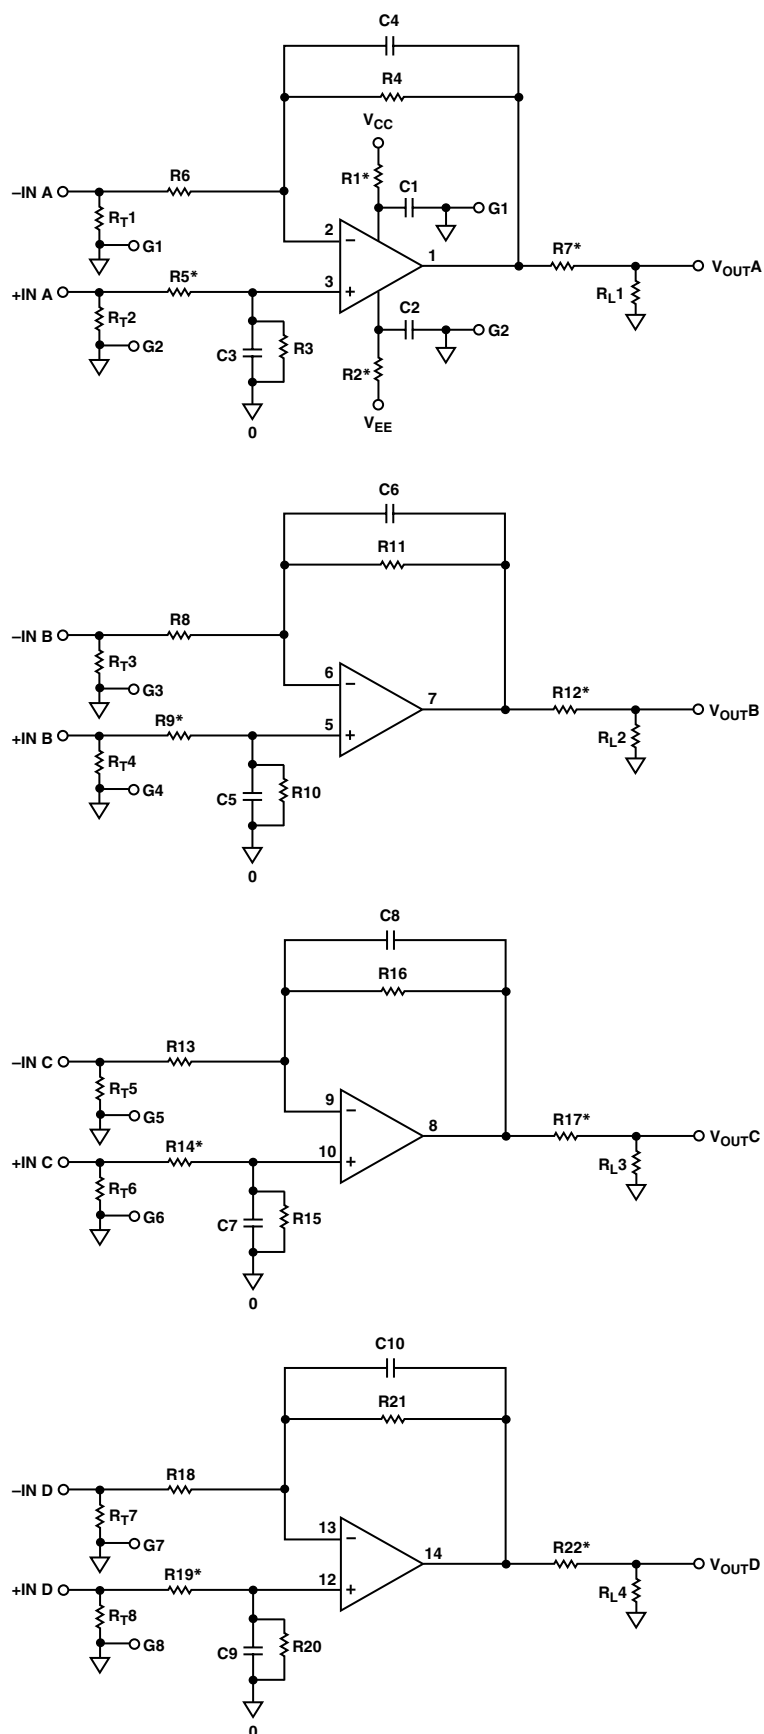 C4
R4
VCC
R6
R1*
C1
–IN A
G1
RT1
G1
2
–
1
R7*
VOUTA
R5*
+IN A
3
+
RL1
RT2
C2
G2
G2
C3
R3
R2*
VEE
0
C6
R11
R8
–IN B
RT3
6
–
G3
7
R12*
VOUTB
R9*
+IN B
5
+
RL2
RT4
G4
C5
R10
0
C8
R16
R13
–IN C
RT5
9
–
G5
8
R17*
VOUTC
R14*
+IN C
10
+
RL3
RT6
G6
C7
R15
0
C10
R21
R18
–IN D
RT7
13
–
G7
14
R22*
VOUTD
R19*
+IN D
12
+
RL4
RT8
G8
C9
R20
0